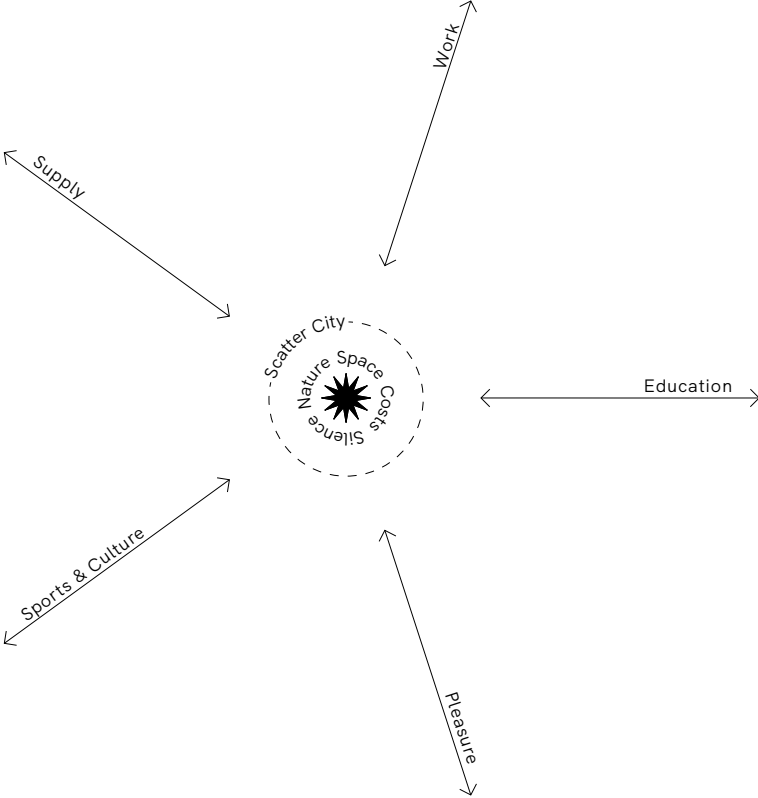 Work
Supply
Scatter City
Nature Space Costs Silence
Education
Sports & Culture
Pleasure